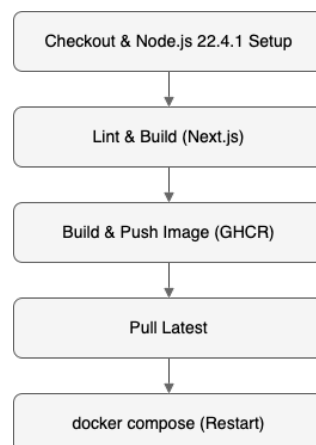 Checkout & Node.js 22.4.1 Setup
Lint & Build (Next.js)
Build & Push Image (GHCR)
Pull Latest
docker compose (Restart)